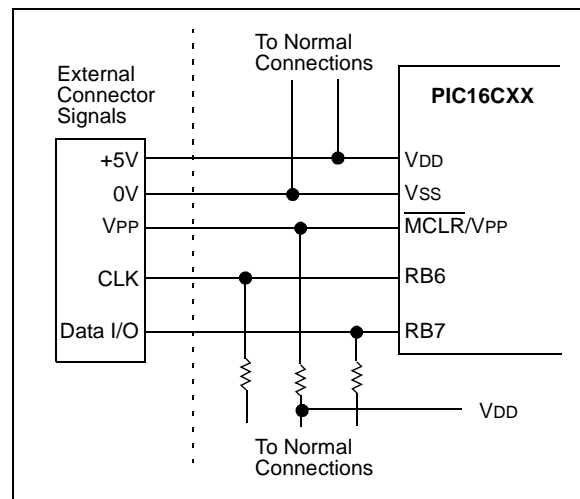 To Normal
Connections
External
Connector
Signals
PIC16CXX
+5V
VDD
0V
VSS
VPP
MCLR/VPP
CLK
RB6
Data I/O
RB7
VDD
To Normal
Connections